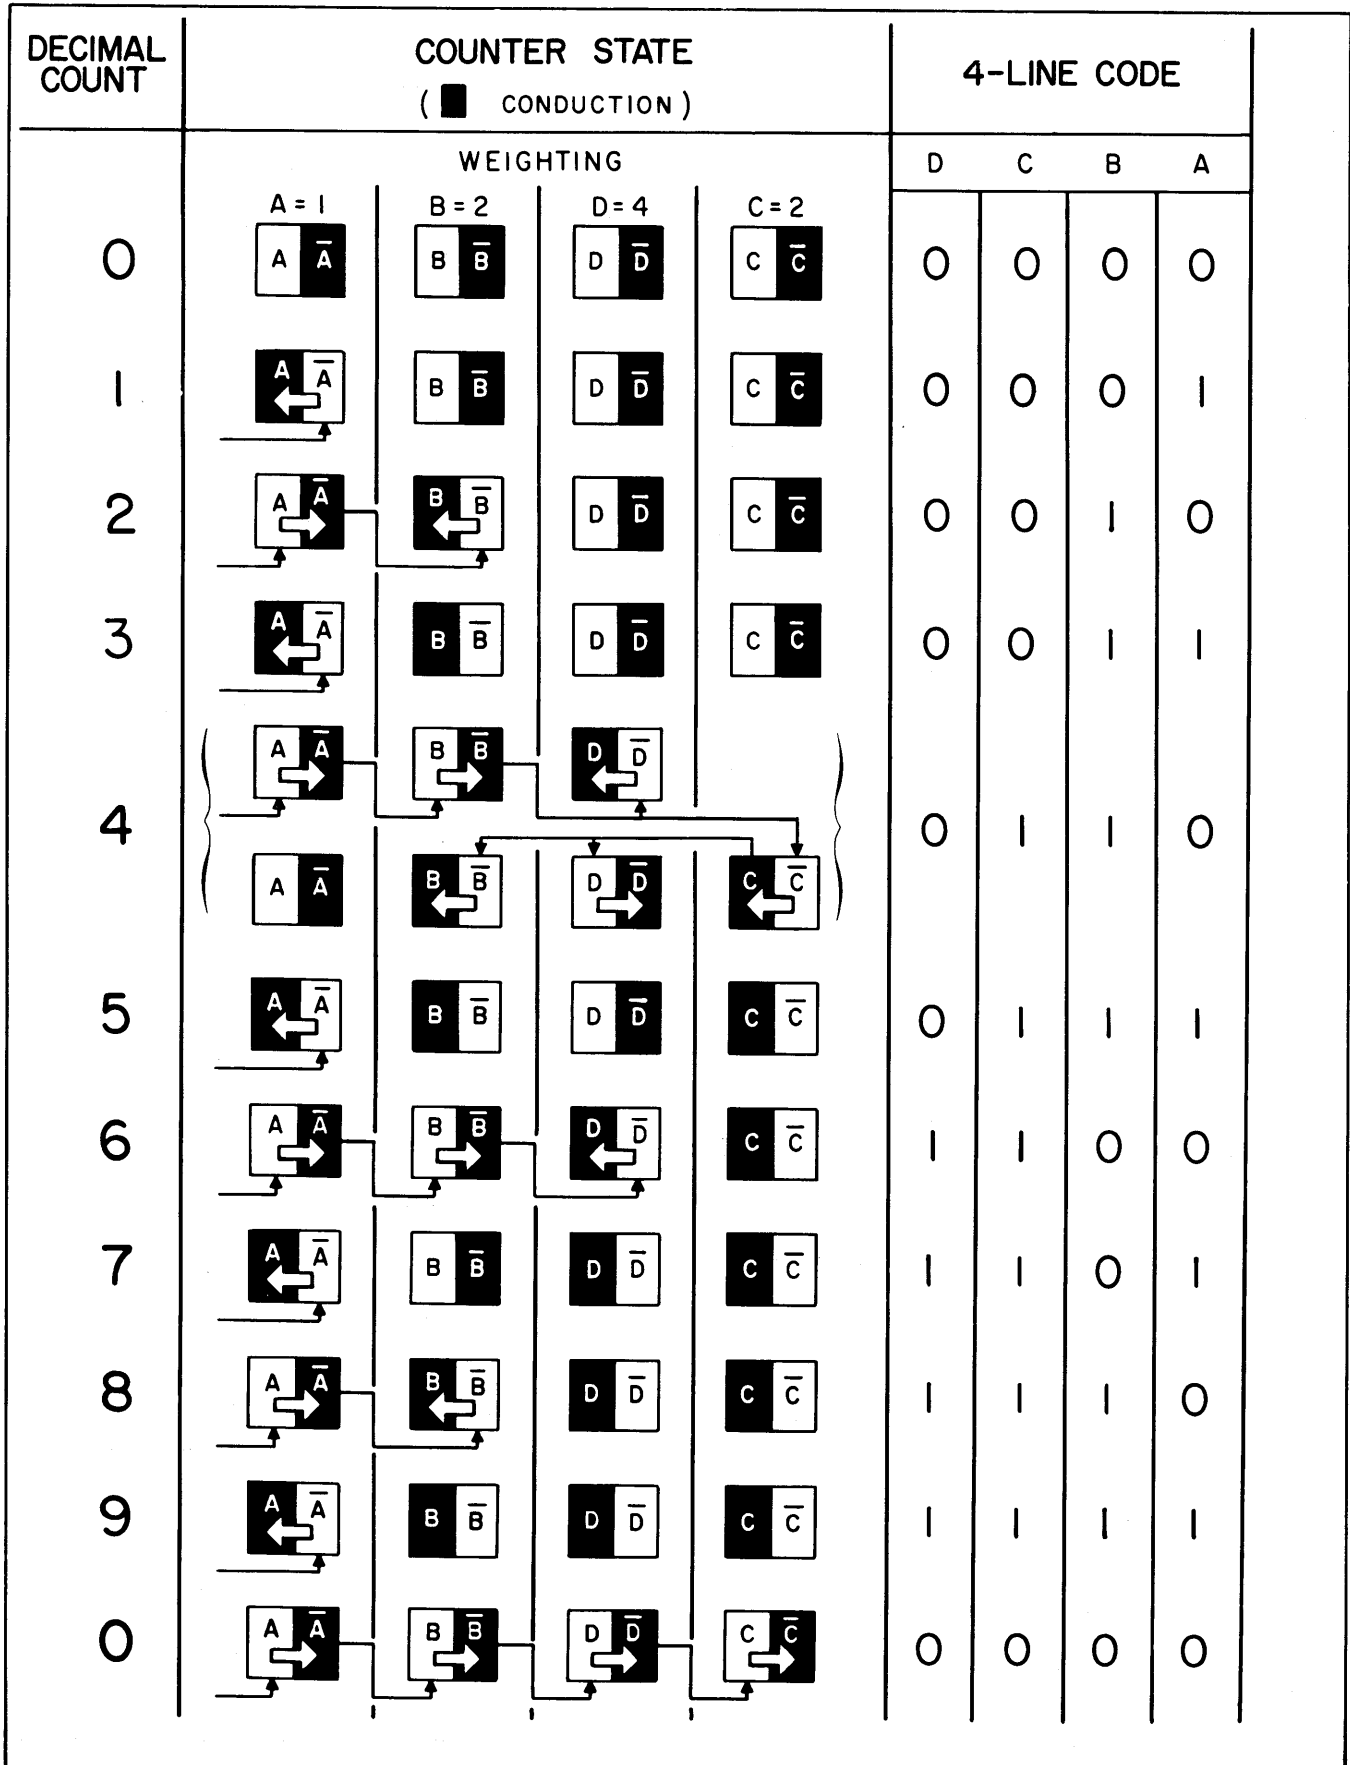 DECIMAL COUNT
COUNTER STATE
( CONDUCTION )
4-LINE CODE
WEIGHTING
D C B A
A = 1 B = 2 D = 4 C = 2
0 A A̅ B B̅ D D̅ C C̅ 0 0 0 0
1 A A̅ B B̅ D D̅ C C̅ 0 0 0 1
2 A A̅ B B̅ D D̅ C C̅ 0 0 1 0
3 A A̅ B B̅ D D̅ C C̅ 0 0 1 1
A A̅ B B̅ D D̅
4 0 1 1 0
A A̅ B B̅ D D̅ C C̅
5 A A̅ B B̅ D D̅ C C̅ 0 1 1 1
6 A A̅ B B̅ D D̅ C C̅ 1 1 0 0
7 A A̅ B B̅ D D̅ C C̅ 1 1 0 1
8 A A̅ B B̅ D D̅ C C̅ 1 1 1 0
9 A A̅ B B̅ D D̅ C C̅ 1 1 1 1
0 A A̅ B B̅ D D̅ C C̅ 0 0 0 0